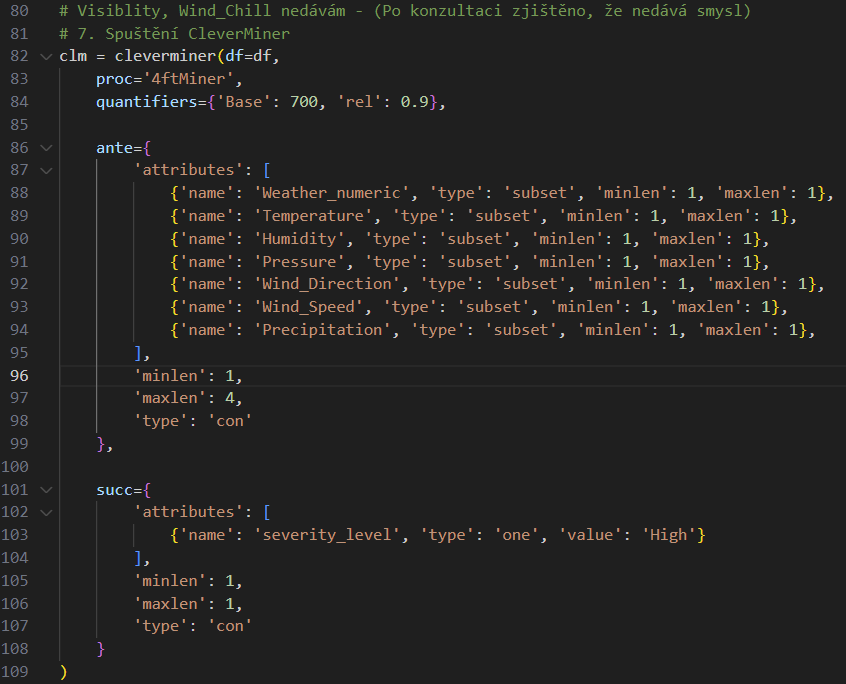 80 # Visiblity, Wind_Chill nedávám - (Po konzultaci zjištěno, že nedává smysl)
81 # 7. Spuštění CleverMiner
82 clm = cleverminer(df=df,
83     proc='4ftMiner',
84     quantifiers={'Base': 700, 'rel': 0.9},
85
86     ante={
87         'attributes': [
88             {'name': 'Weather_numeric', 'type': 'subset', 'minlen': 1, 'maxlen': 1},
89             {'name': 'Temperature', 'type': 'subset', 'minlen': 1, 'maxlen': 1},
90             {'name': 'Humidity', 'type': 'subset', 'minlen': 1, 'maxlen': 1},
91             {'name': 'Pressure', 'type': 'subset', 'minlen': 1, 'maxlen': 1},
92             {'name': 'Wind_Direction', 'type': 'subset', 'minlen': 1, 'maxlen': 1},
93             {'name': 'Wind_Speed', 'type': 'subset', 'minlen': 1, 'maxlen': 1},
94             {'name': 'Precipitation', 'type': 'subset', 'minlen': 1, 'maxlen': 1},
95         ],
96         'minlen': 1,
97         'maxlen': 4,
98         'type': 'con'
99     },
100
101     succ={
102         'attributes': [
103             {'name': 'severity_level', 'type': 'one', 'value': 'High'}
104         ],
105         'minlen': 1,
106         'maxlen': 1,
107         'type': 'con'
108     }
109 )